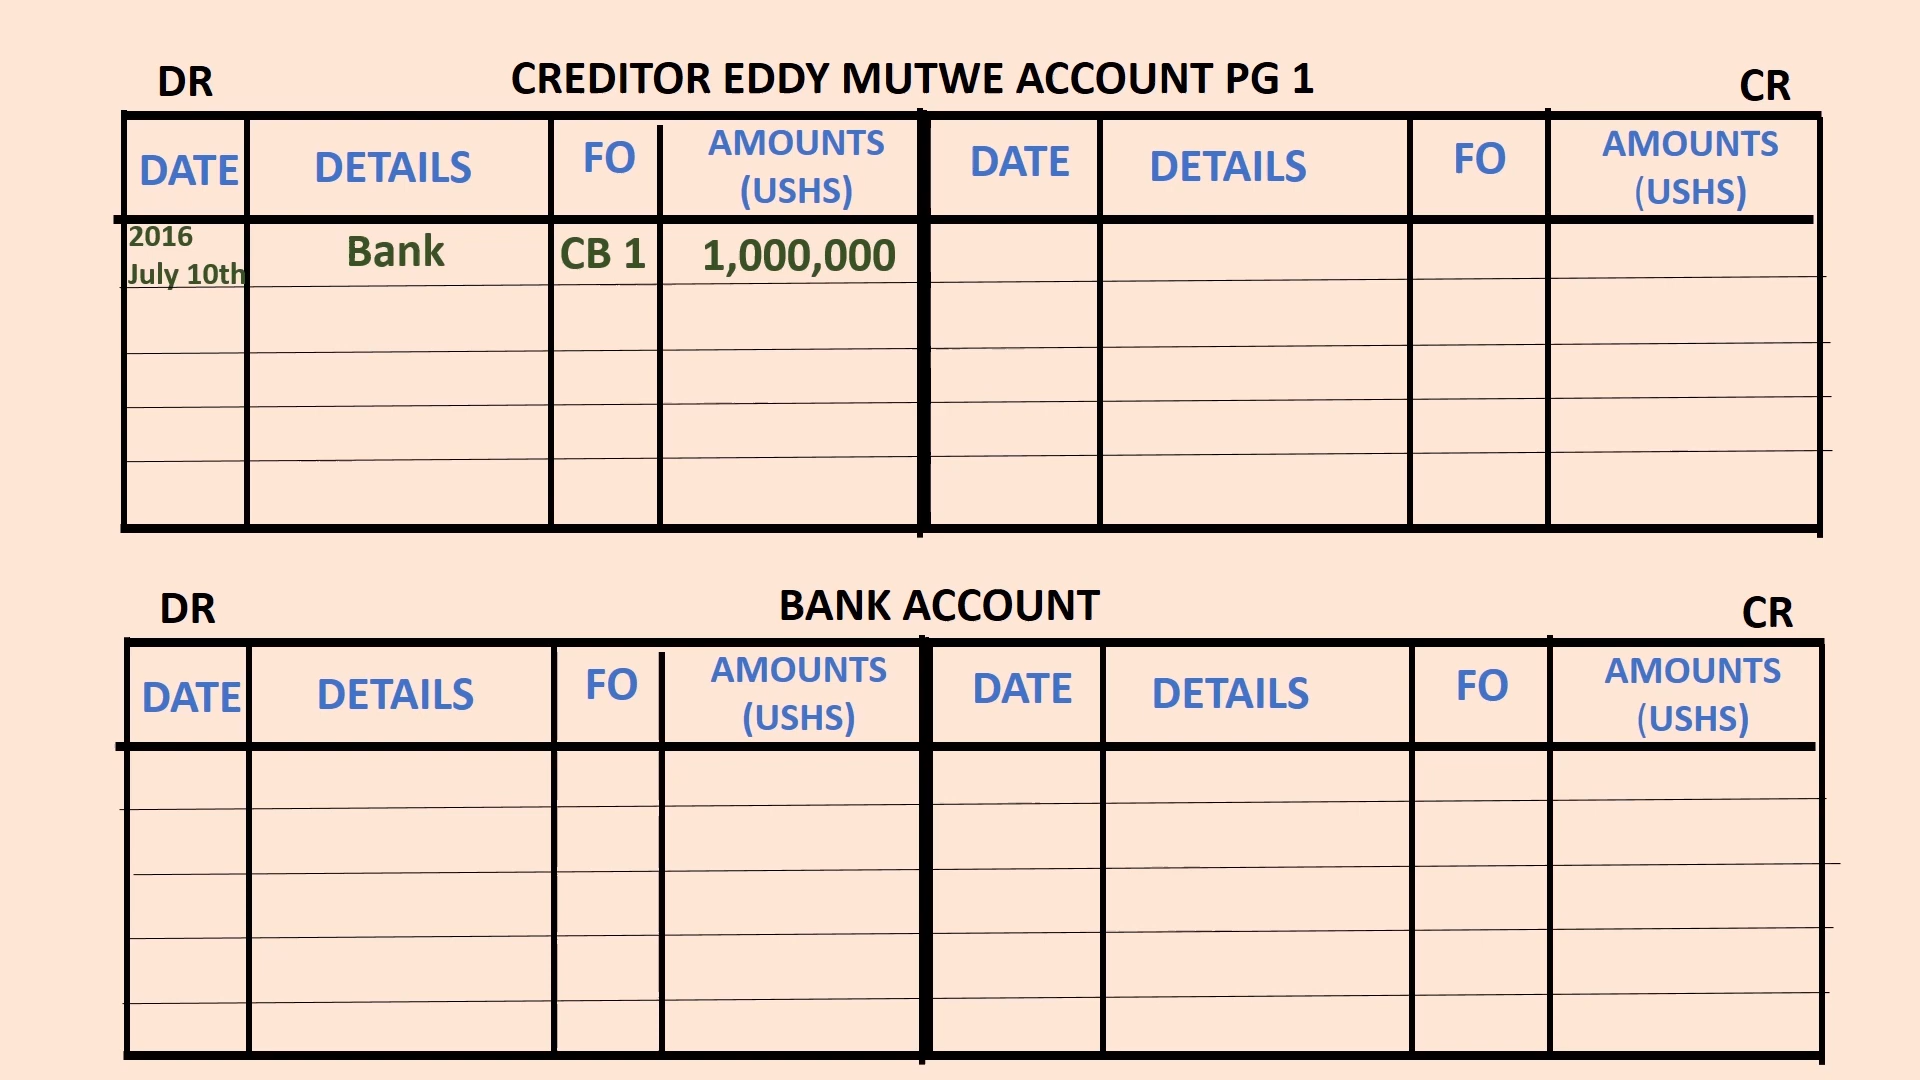 DR CREDITOR EDDY MUTWE ACCOUNT PG 1 CR
DATE DETAILS FO AMOUNTS (USHS) DATE DETAILS FO AMOUNTS (USHS)
2016
July 10th Bank CB 1 1,000,000
DR BANK ACCOUNT CR
DATE DETAILS FO AMOUNTS (USHS) DATE DETAILS FO AMOUNTS (USHS)